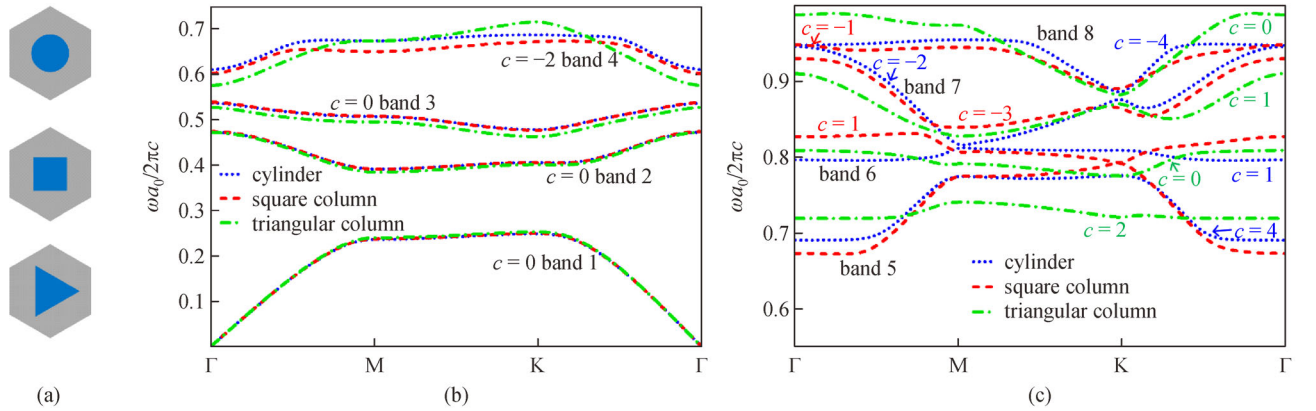 0.7
0.6
0.5
0.4
0.3
0.2
0.1
ωa₀/2πc
c = −2 band 4
c = 0 band 3
c = 0 band 2
cylinder
square column
triangular column
c = 0 band 1
Γ M K Γ
0.9
0.8
0.7
0.6
ωa₀/2πc
c = −1
c = −2
band 7
band 8
c = −4
c = 0
c = 1
c = −3
c = 1
band 6
c = 0
c = 1
c = 2
c = 4
band 5
cylinder
square column
triangular column
Γ M K Γ
(a) (b) (c)